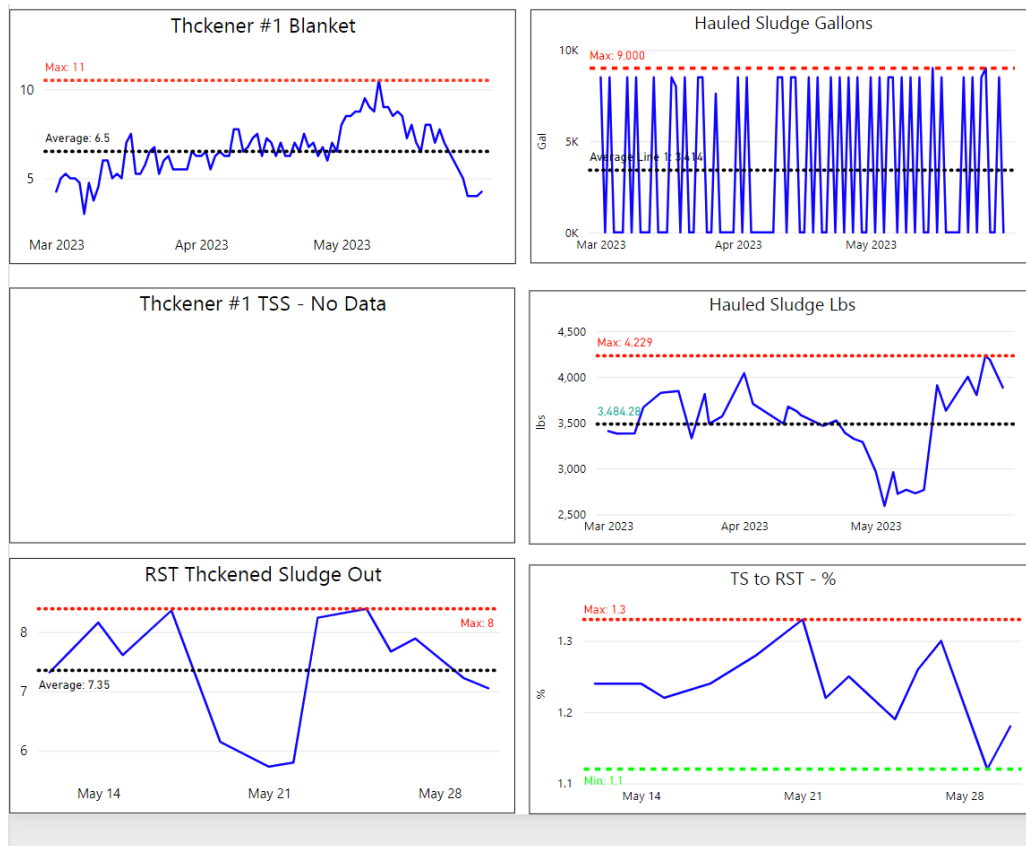 Thckener #1 Blanket
Max: 11
10
Average: 6.5
5
Mar 2023 Apr 2023 May 2023
Hauled Sludge Gallons
10K
Max: 9,000
Gal
5K
Average Line 1: 3,414
0K
Mar 2023 Apr 2023 May 2023
Thckener #1 TSS - No Data
Hauled Sludge Lbs
4,500
Max: 4,229
4,000
3,484.28
3,500
lbs
3,000
2,500
Mar 2023 Apr 2023 May 2023
RST Thckened Sludge Out
8
Max: 8
7
Average: 7.35
6
May 14 May 21 May 28
TS to RST - %
Max: 1.3
1.3
%
1.2
Min: 1.1
1.1
May 14 May 21 May 28